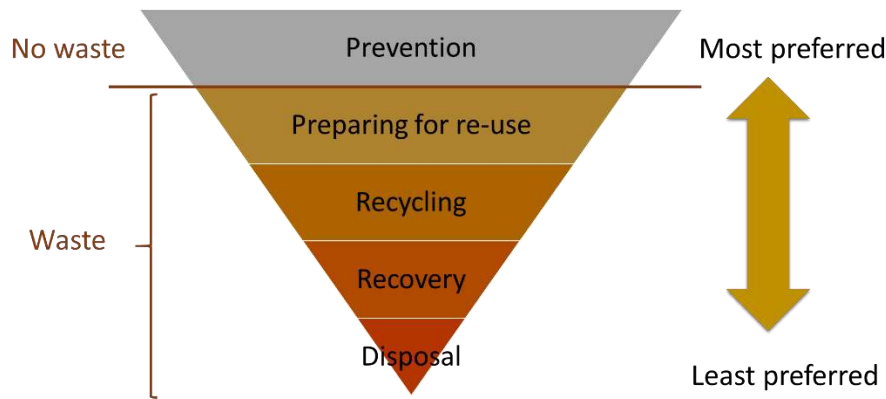 No waste
Prevention
Most preferred
Preparing for re-use
Recycling
Waste
Recovery
Disposal
Least preferred